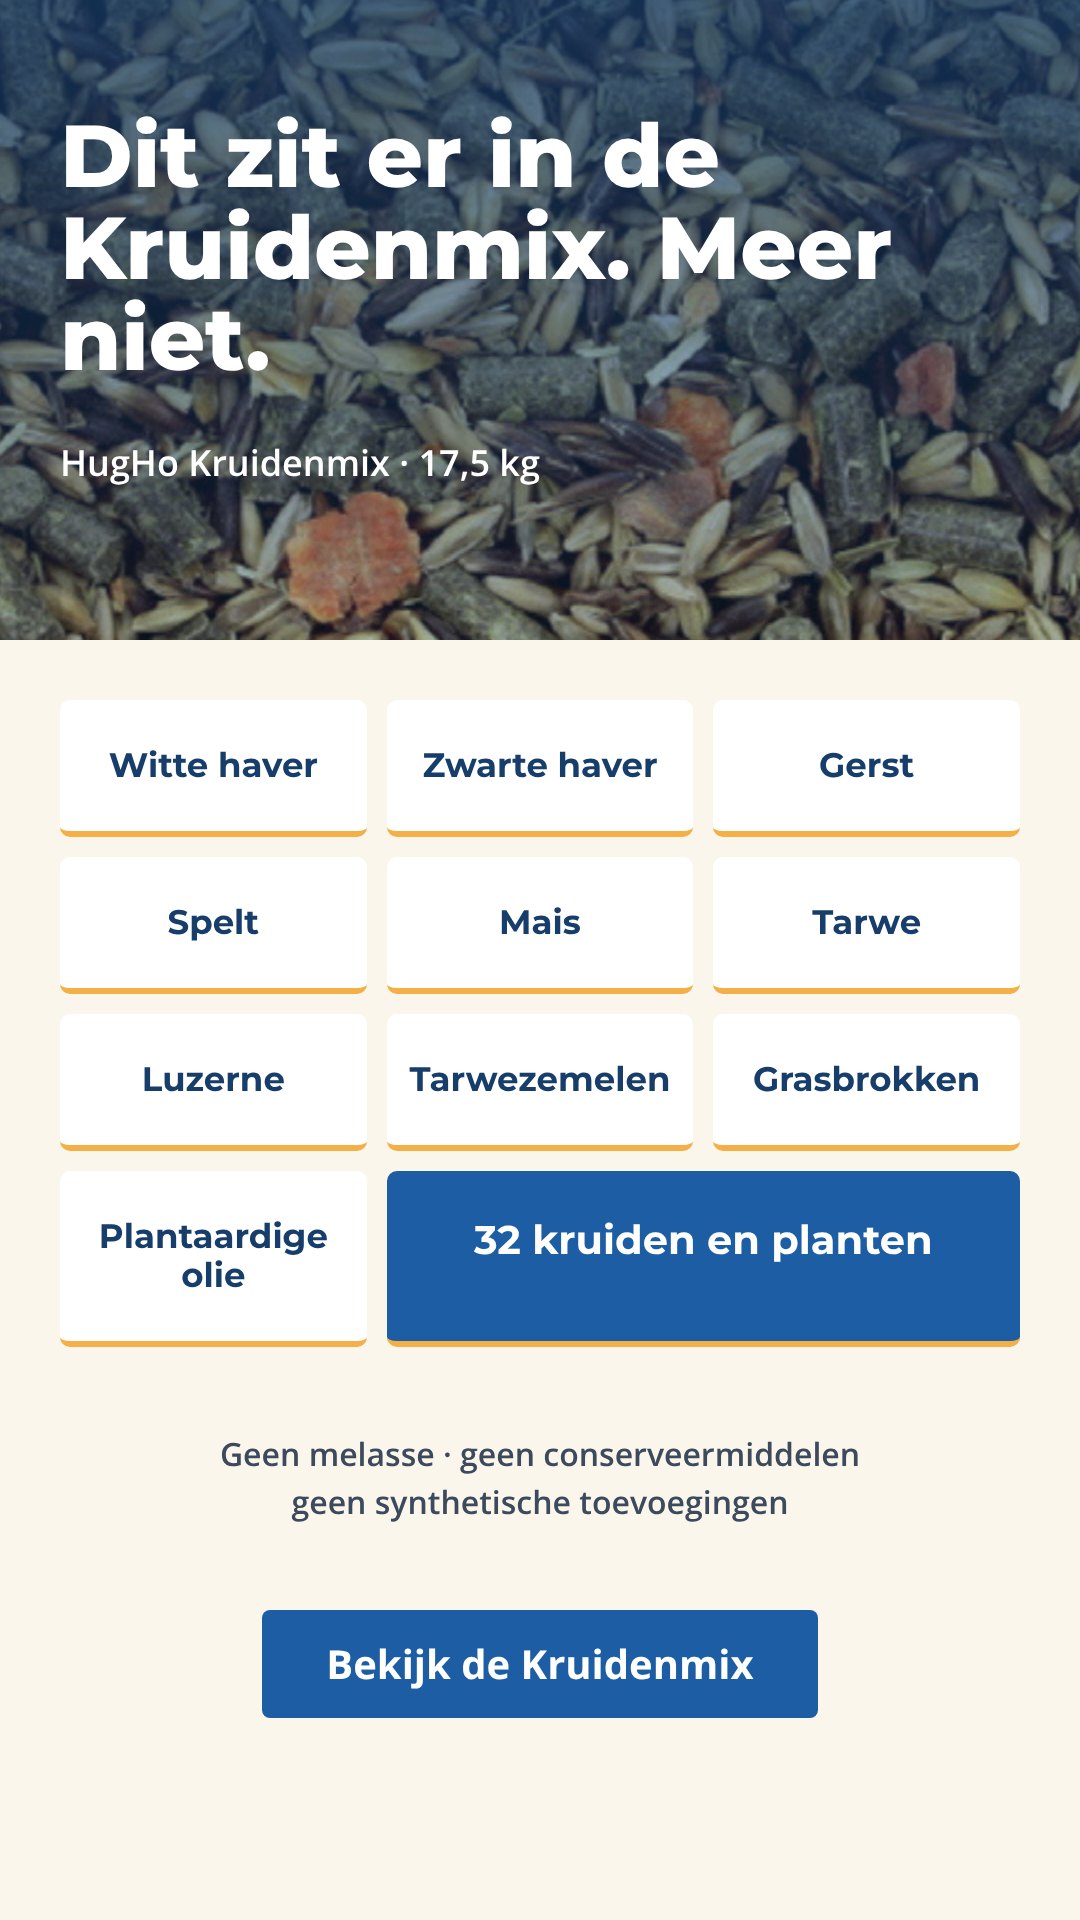 Dit zit er in de
Kruidenmix. Meer
niet.
HugHo Kruidenmix · 17,5 kg
Witte haver
Zwarte haver
Gerst
Spelt
Mais
Tarwe
Luzerne
Tarwezemelen
Grasbrokken
Plantaardige
olie
32 kruiden en planten
Geen melasse · geen conserveermiddelen
geen synthetische toevoegingen
Bekijk de Kruidenmix